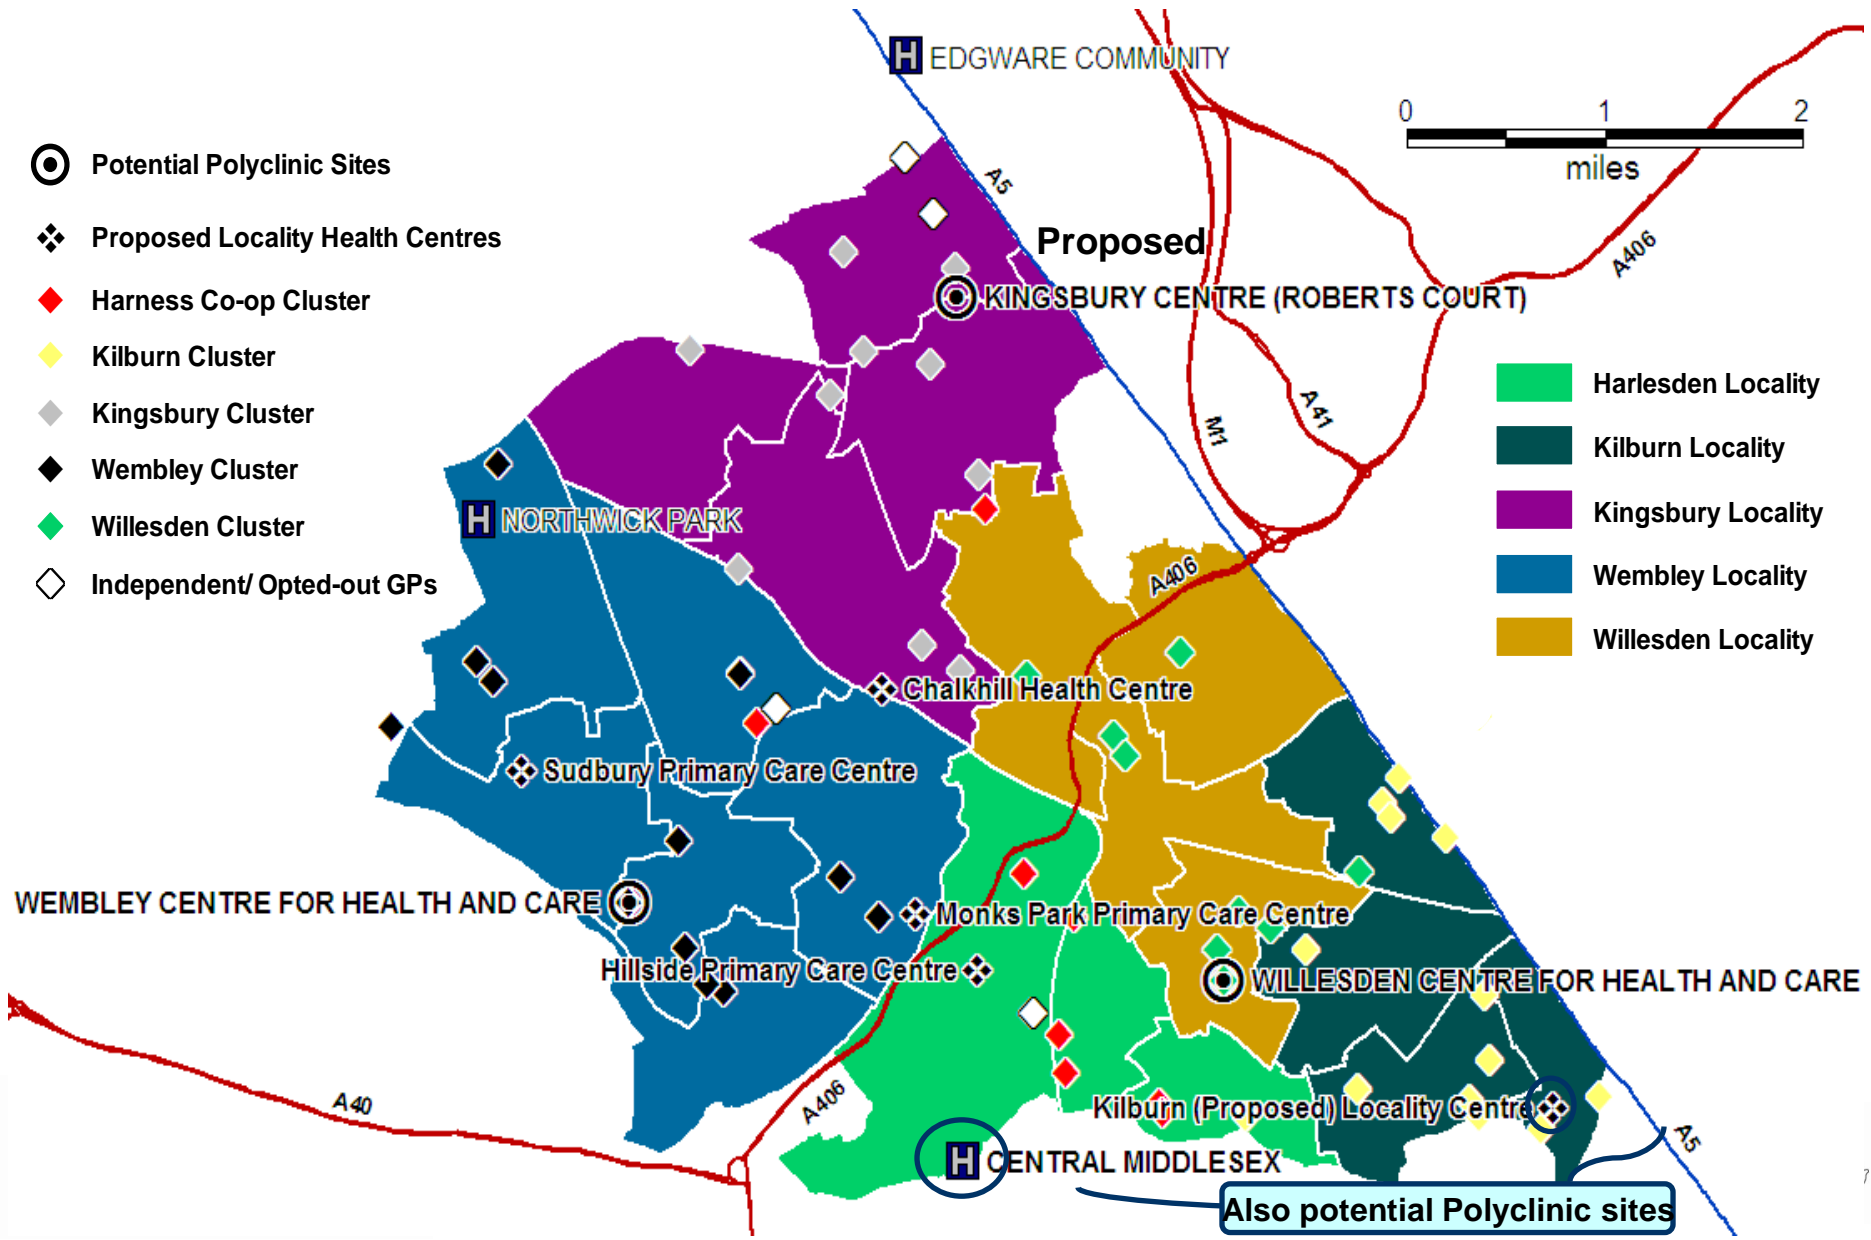 H EDGWARE COMMUNITY
0 1 2
miles
Potential Polyclinic Sites
Proposed Locality Health Centres
Harness Co-op Cluster
Kilburn Cluster
Kingsbury Cluster
Wembley Cluster
Willesden Cluster
Independent/ Opted-out GPs
A5
Proposed
A406
KINGSBURY CENTRE (ROBERTS COURT)
Harlesden Locality
Kilburn Locality
Kingsbury Locality
Wembley Locality
Willesden Locality
A41
M1
H NORTHWICK PARK
A406
Chalkhill Health Centre
Sudbury Primary Care Centre
WEMBLEY CENTRE FOR HEALTH AND CARE
Monks Park Primary Care Centre
Hillside Primary Care Centre
WILLESDEN CENTRE FOR HEALTH AND CARE
A40
A406
Kilburn (Proposed) Locality Centre
A5
H CENTRAL MIDDLESEX
Also potential Polyclinic sites
7